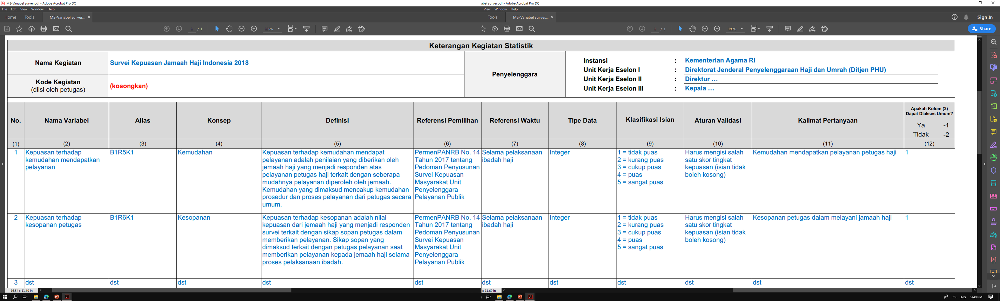 MS-Variabel survei.pdf - Adobe Acrobat Pro DC
abel survei.pdf - Adobe Acrobat Pro DC
File Edit View Window Help
View Window Help
Home Tools MS-Variabel survei.... ×
Tools MS-Variabel survei.... ×
Sign In
1 / 1 195%
1 / 1 195%
Share
Keterangan Kegiatan Statistik
Nama Kegiatan
Survei Kepuasan Jamaah Haji Indonesia 2018
Kode Kegiatan
(diisi oleh petugas)
(kosongkan)
Penyelenggara
Instansi : Kementerian Agama RI
Unit Kerja Eselon I : Direktorat Jenderal Penyelenggaraan Haji dan Umrah (Ditjen PHU)
Unit Kerja Eselon II : Direktur ...
Unit Kerja Eselon III : Kepala ...
No.
Nama Variabel
Alias
Konsep
Definisi
Referensi Pemilihan
Referensi Waktu
Tipe Data
Klasifikasi Isian
Aturan Validasi
Kalimat Pertanyaan
Apakah Kolom (2)
Dapat Diakses Umum?
Ya -1
Tidak -2
(1) (2) (3) (4) (5) (6) (7) (8) (9) (10) (11) (12)
1
Kepuasan terhadap
kemudahan mendapatkan
pelayanan
B1R5K1
Kemudahan
Kepuasan terhadap kemudahan mendapat
pelayanan adalah penilaian yang diberikan oleh
jemaah haji yang menjadi responden atas
pelayanan petugas haji terkait dengan seberapa
mudahnya pelayanan diperoleh oleh jemaah.
Kemudahan yang dimaksud mencakup kemudahan
prosedur dan proses pelayanan dari petugas secara
umum.
PermenPANRB No. 14
Tahun 2017 tentang
Pedoman Penyusunan
Survei Kepuasan
Masyarakat Unit
Penyelenggara
Pelayanan Publik
Selama pelaksanaan
ibadah haji
Integer
1 = tidak puas
2 = kurang puas
3 = cukup puas
4 = puas
5 = sangat puas
Harus mengisi salah
satu skor tingkat
kepuasan (isian tidak
boleh kosong)
Kemudahan mendapatkan pelayanan petugas haji
1
2
Kepuasan terhadap
kesopanan petugas
B1R6K1
Kesopanan
Kepuasan terhadap kesopanan adalah nilai
kepuasan dari jemaah haji yang menjadi responden
survei terkait dengan sikap sopan petugas dalam
memberikan pelayanan. Sikap sopan yang
dimaksud terkait dengan petugas pelayanan saat
memberikan pelayanan kepada jemaah haji selama
proses pelaksanaan ibadah.
PermenPANRB No. 14
Tahun 2017 tentang
Pedoman Penyusunan
Survei Kepuasan
Masyarakat Unit
Penyelenggara
Pelayanan Publik
Selama pelaksanaan
ibadah haji
Integer
1 = tidak puas
2 = kurang puas
3 = cukup puas
4 = puas
5 = sangat puas
Harus mengisi salah
satu skor tingkat
kepuasan (isian tidak
boleh kosong)
Kesopanan petugas dalam melayani jamaah haji
1
3 dst dst dst dst dst dst dst dst dst dst dst
16.54 x 11.69 in
x 11.69 in
ENG 5:40 PM